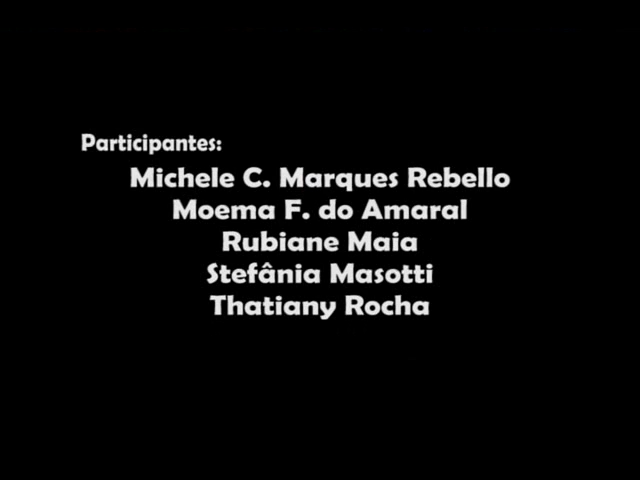 Participantes:
Michele C. Marques Rebello
Moema F. do Amaral
Rubiane Maia
Stefânia Masotti
Thatiany Rocha